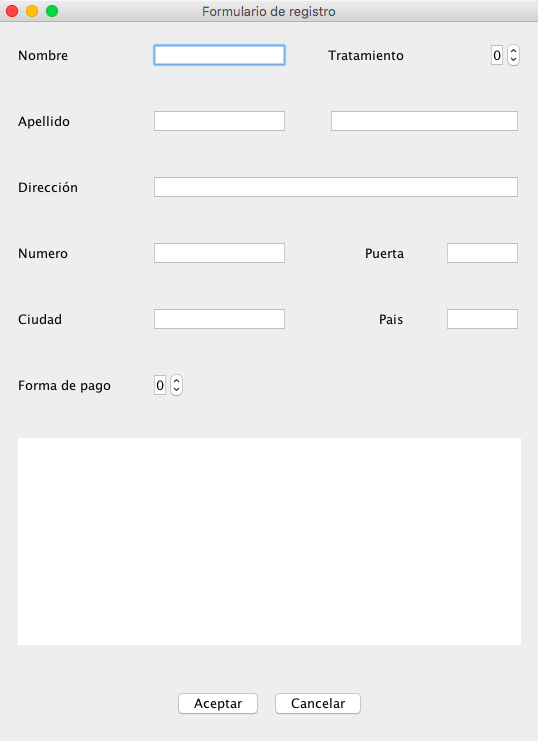 Formulario de registro
Nombre Tratamiento 0
Apellido
Dirección
Numero Puerta
Ciudad Pais
Forma de pago 0
Aceptar Cancelar